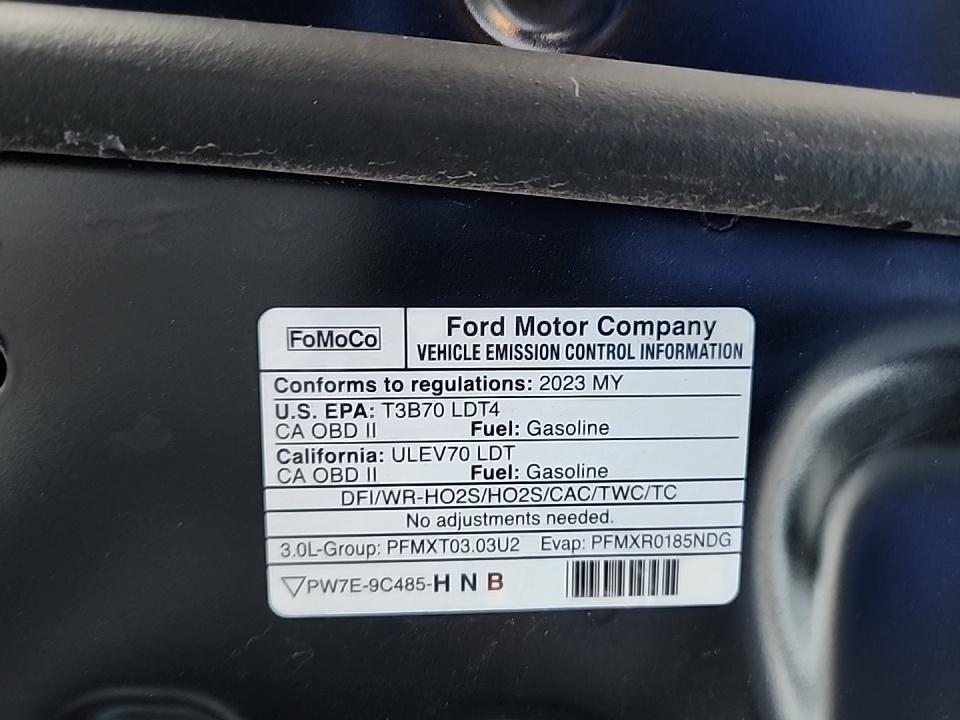 FoMoCo
Ford Motor Company
VEHICLE EMISSION CONTROL INFORMATION
Conforms to regulations: 2023 MY
U.S. EPA: T3B70 LDT4
CA OBD II Fuel: Gasoline
California: ULEV70 LDT
CA OBD II Fuel: Gasoline
DFI/WR-HO2S/HO2S/CAC/TWC/TC
No adjustments needed.
3.0L-Group: PFMXT03.03U2 Evap: PFMXR0185NDG
PW7E-9C485-H N B